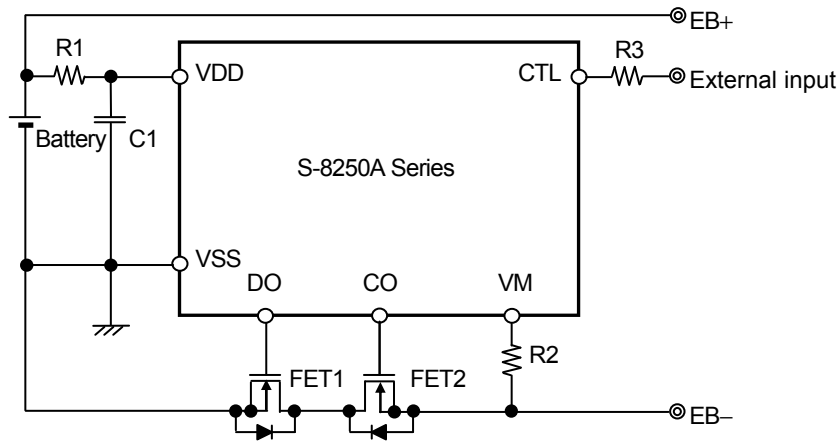 EB+
R1
R3
VDD
CTL
External input
Battery
C1
S-8250A Series
VSS
DO
CO
VM
R2
FET1
FET2
EB−